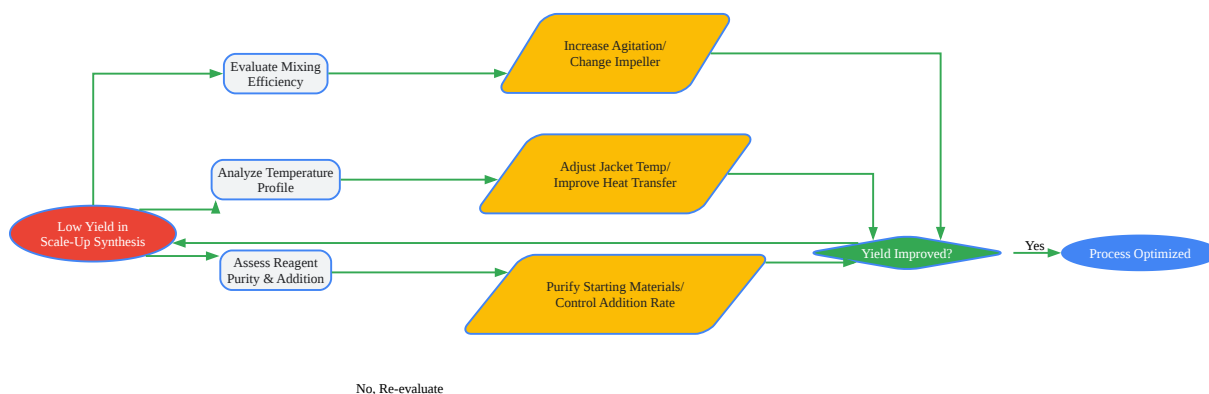 Increase Agitation/
Change Impeller
Evaluate Mixing
Efficiency
Adjust Jacket Temp/
Improve Heat Transfer
Analyze Temperature
Profile
Low Yield in
Scale-Up Synthesis
Yes
Yield Improved?
Process Optimized
Assess Reagent
Purity & Addition
Purify Starting Materials/
Control Addition Rate
No, Re-evaluate